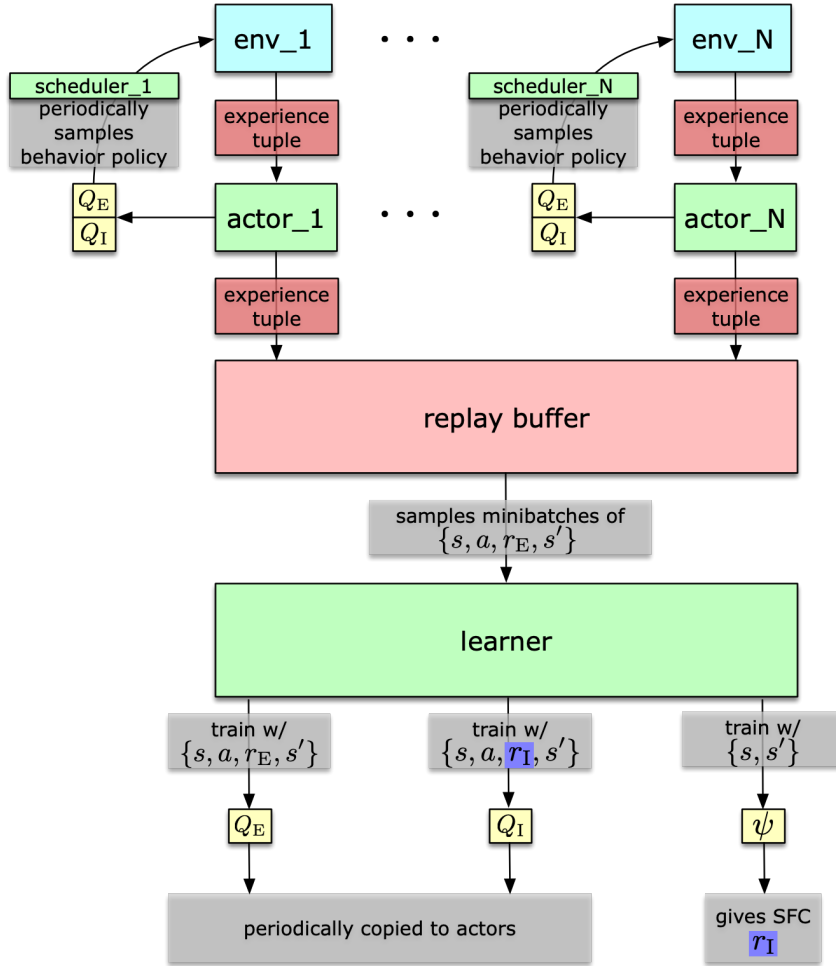 env_1
. . .
env_N
scheduler_1
periodically
samples
behavior policy
experience
tuple
scheduler_N
periodically
samples
behavior policy
experience
tuple
Q_E
Q_I
actor_1
. . .
Q_E
Q_I
actor_N
experience
tuple
experience
tuple
replay buffer
samples minibatches of
{s, a, r_E, s′}
learner
train w/
{s, a, r_E, s′}
train w/
{s, a, r_I, s′}
train w/
{s, s′}
Q_E
Q_I
ψ
periodically copied to actors
gives SFC
r_I